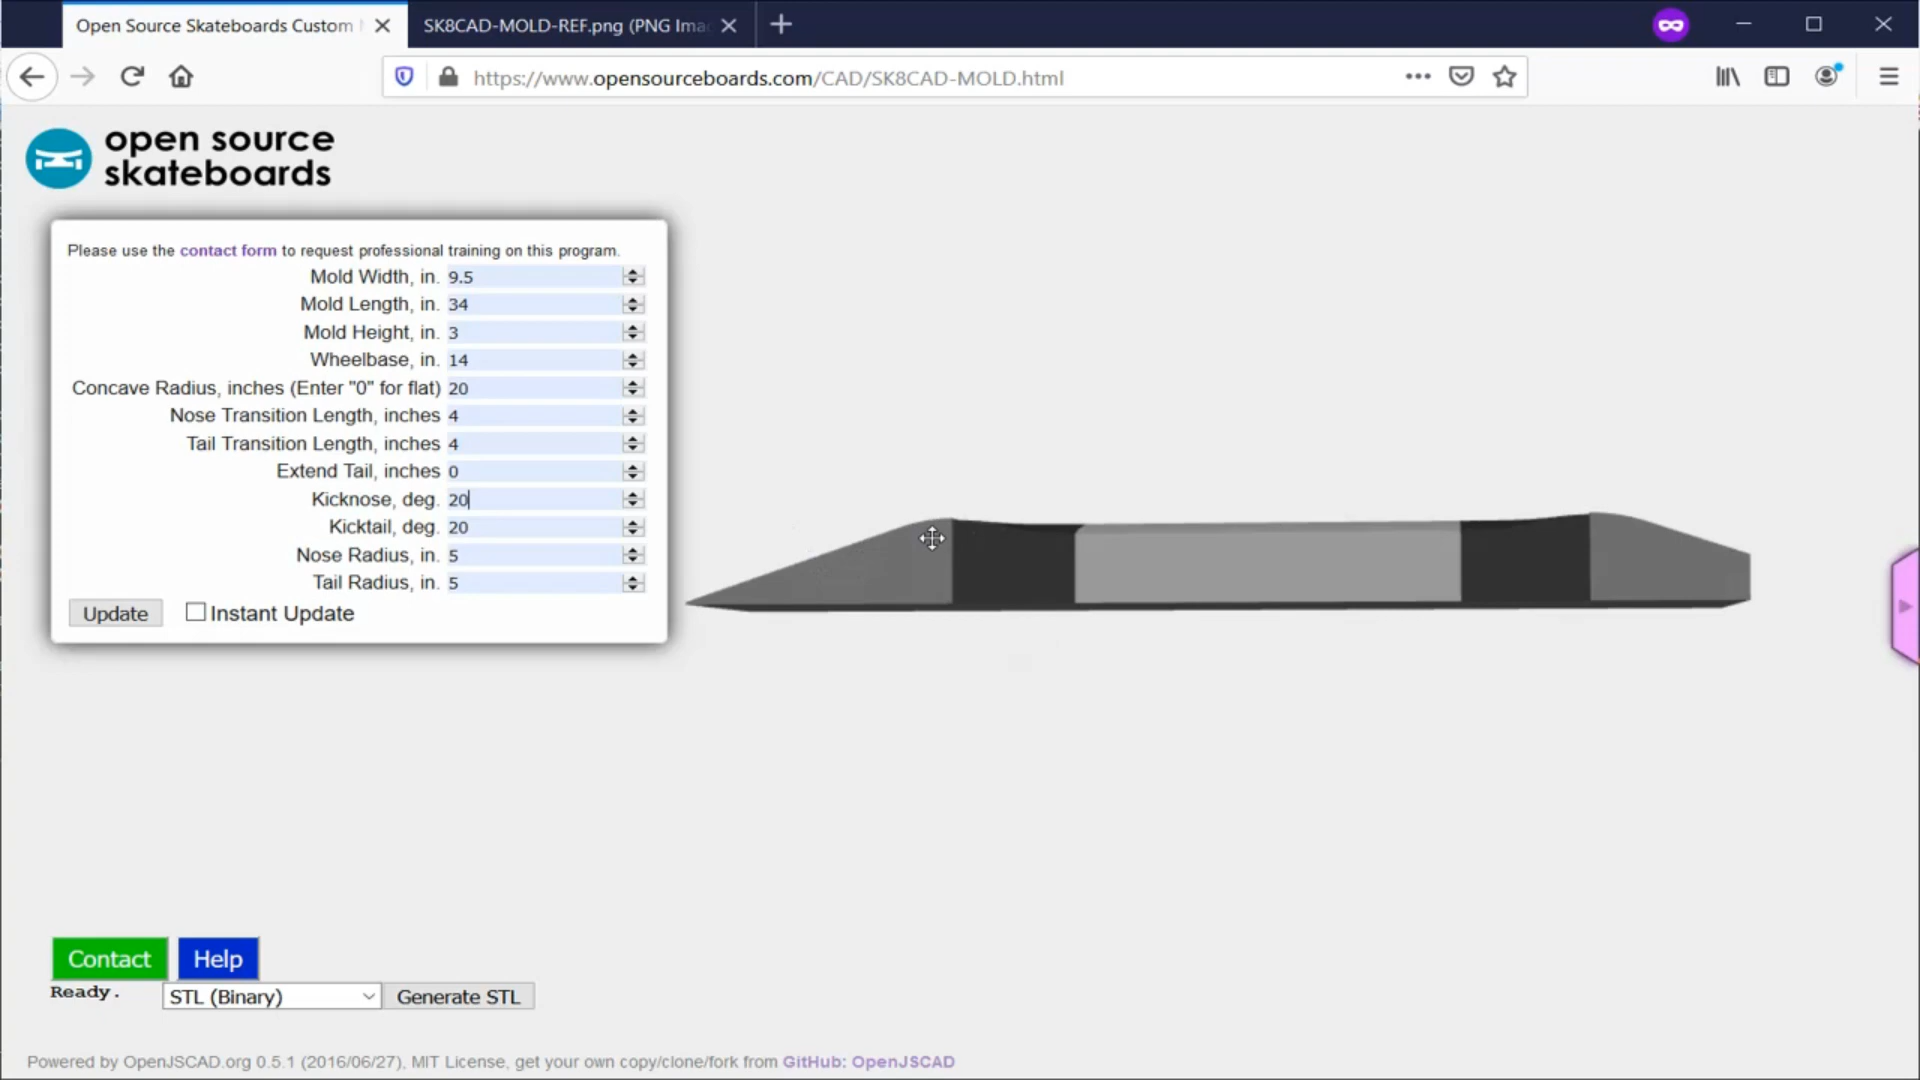 Open Source Skateboards Custom
SK8CAD-MOLD-REF.png (PNG Ima
https://www.opensourceboards.com/CAD/SK8CAD-MOLD.html
open source
skateboards
Please use the contact form to request professional training on this program.
Mold Width, in. 9.5
Mold Length, in. 34
Mold Height, in. 3
Wheelbase, in. 14
Concave Radius, inches (Enter "0" for flat) 20
Nose Transition Length, inches 4
Tail Transition Length, inches 4
Extend Tail, inches 0
Kicknose, deg. 20
Kicktail, deg. 20
Nose Radius, in. 5
Tail Radius, in. 5
Update Instant Update
Contact Help
Ready. STL (Binary) Generate STL
Powered by OpenJSCAD.org 0.5.1 (2016/06/27), MIT License, get your own copy/clone/fork from GitHub: OpenJSCAD